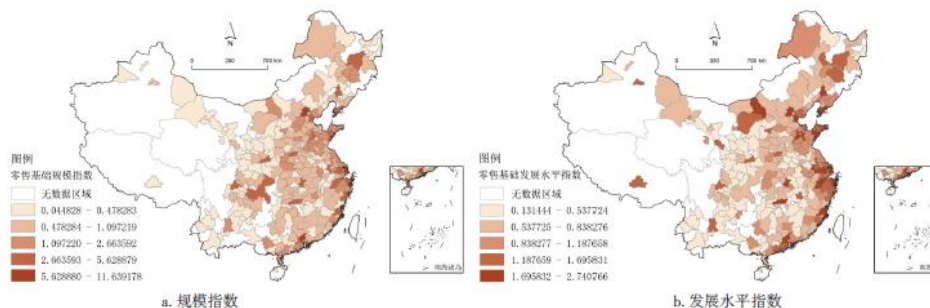 N
0 350 700 km
图例
零售基础规模指数
无数据区域
0.044828 - 0.478283
0.478284 - 1.097219
1.097220 - 2.663592
2.663593 - 5.628879
5.628880 - 11.639178
南海诸岛
a. 规模指数
N
0 350 700 km
图例
零售基础发展水平指数
无数据区域
0.131444 - 0.537724
0.537725 - 0.838276
0.838277 - 1.187658
1.187659 - 1.695831
1.695832 - 2.740766
b. 发展水平指数